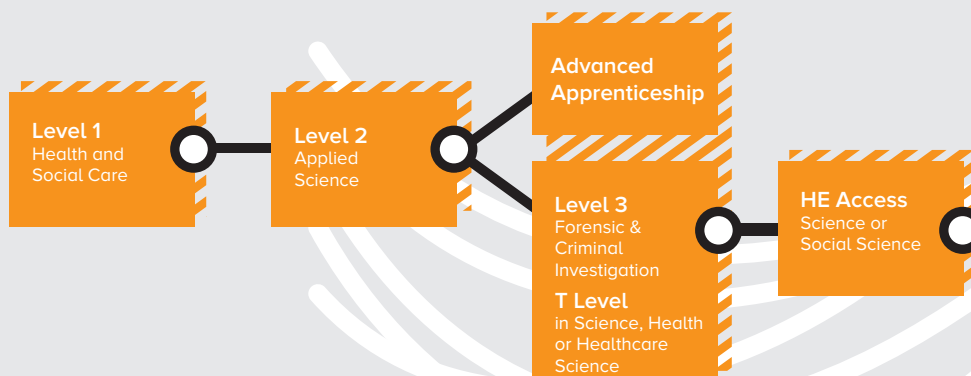 Level 1
Health and
Social Care
Level 2
Applied
Science
Advanced
Apprenticeship
Level 3
Forensic &
Criminal
Investigation
T Level
in Science, Health
or Healthcare
Science
HE Access
Science or
Social Science